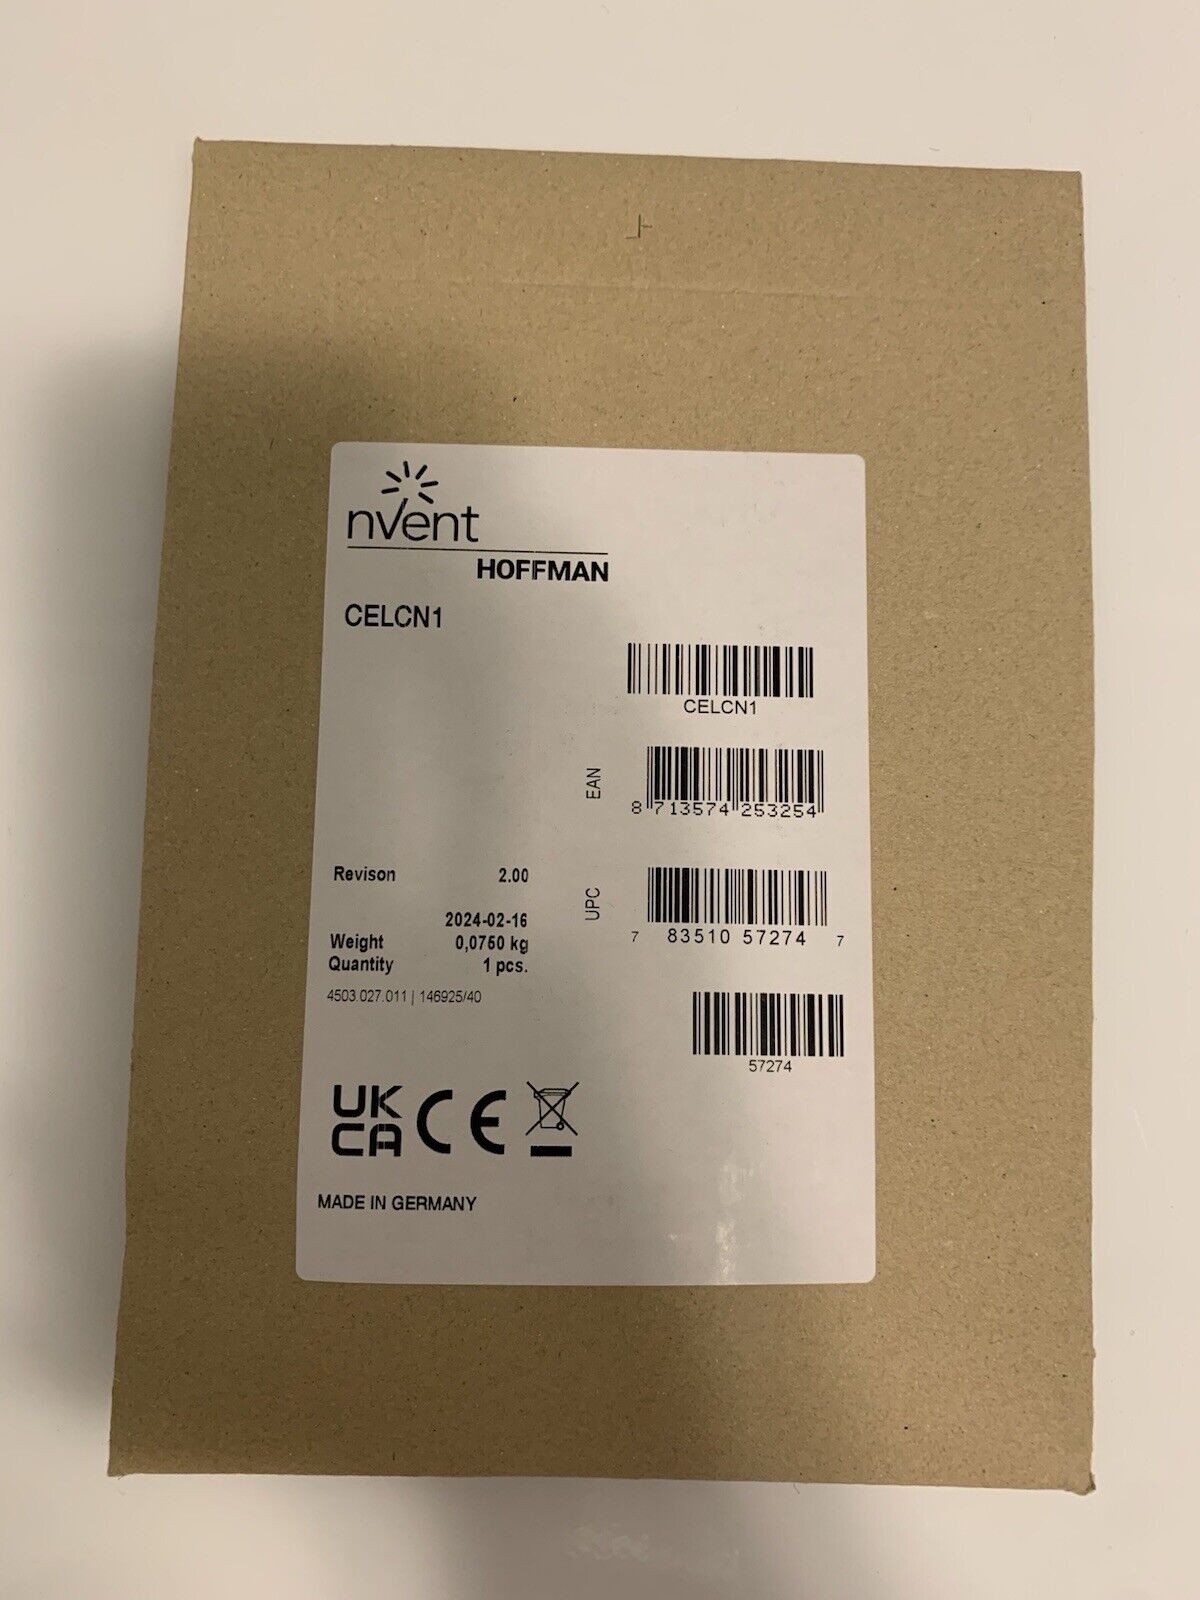 nvent
HOFFMAN
CELCN1
CELCN1
EAN
8 713574 253254
Revison 2.00
UPC
7 83510 57274 7
2024-02-16
Weight 0,0750 kg
Quantity 1 pcs.
4503.027.011 | 146925/40
57274
UK
CA CE
MADE IN GERMANY